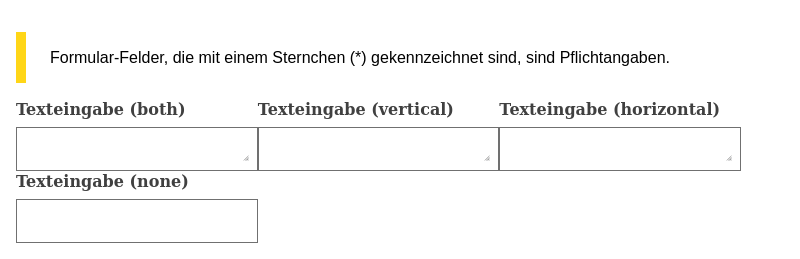 Formular-Felder, die mit einem Sternchen (*) gekennzeichnet sind, sind Pflichtangaben.
Texteingabe (both) Texteingabe (vertical) Texteingabe (horizontal)
Texteingabe (none)